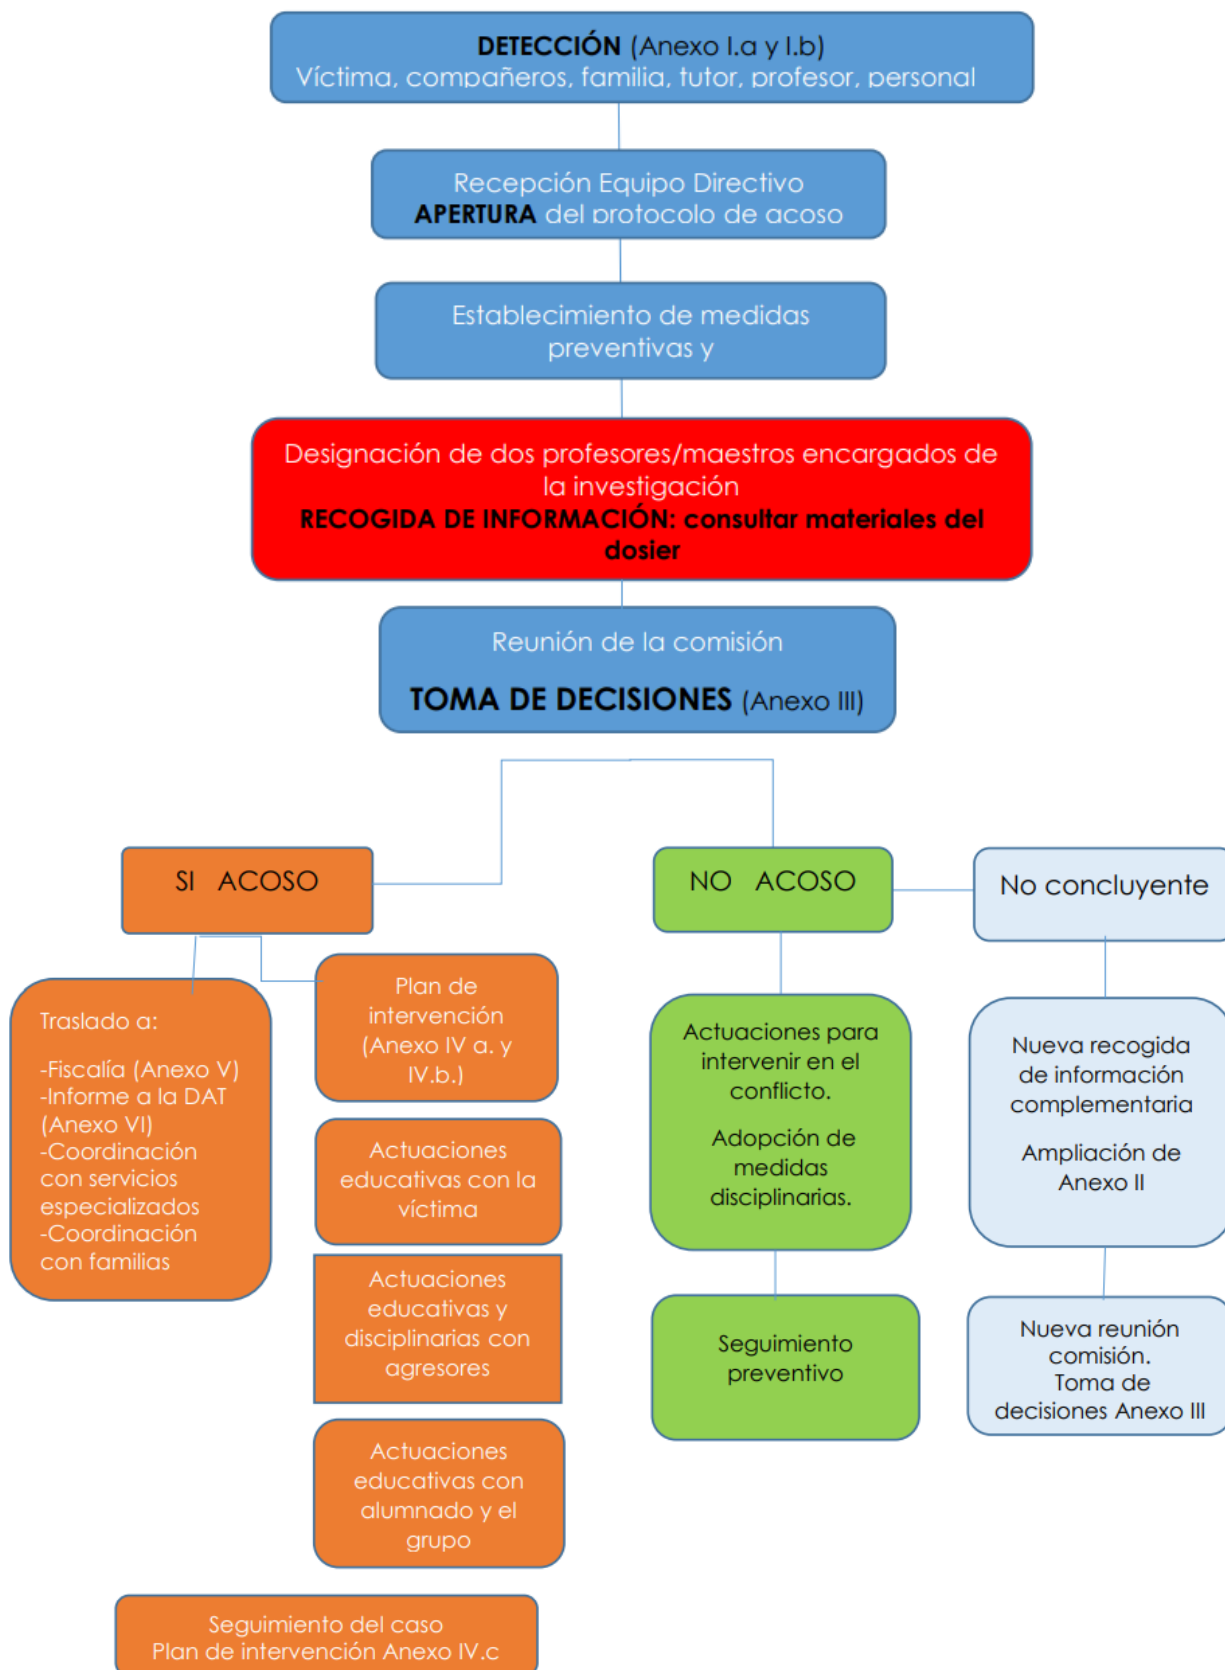 DETECCIÓN (Anexo I.a y I.b)
Víctima, compañeros, familia, tutor, profesor, personal
Recepción Equipo Directivo
APERTURA del protocolo de acoso
Establecimiento de medidas
preventivas y
Designación de dos profesores/maestros encargados de
la investigación
RECOGIDA DE INFORMACIÓN: consultar materiales del
dosier
Reunión de la comisión
TOMA DE DECISIONES (Anexo III)
SI ACOSO
NO ACOSO
No concluyente
Traslado a:
-Fiscalía (Anexo V)
-Informe a la DAT
(Anexo VI)
-Coordinación
con servicios
especializados
-Coordinación
con familias
Plan de
intervención
(Anexo IV a. y
IV.b.)
Actuaciones
educativas con la
víctima
Actuaciones
educativas y
disciplinarias con
agresores
Actuaciones
educativas con
alumnado y el
grupo
Seguimiento del caso
Plan de intervención Anexo IV.c
Actuaciones para
intervenir en el
conflicto.
Adopción de
medidas
disciplinarias.
Seguimiento
preventivo
Nueva recogida
de información
complementaria
Ampliación de
Anexo II
Nueva reunión
comisión.
Toma de
decisiones Anexo III